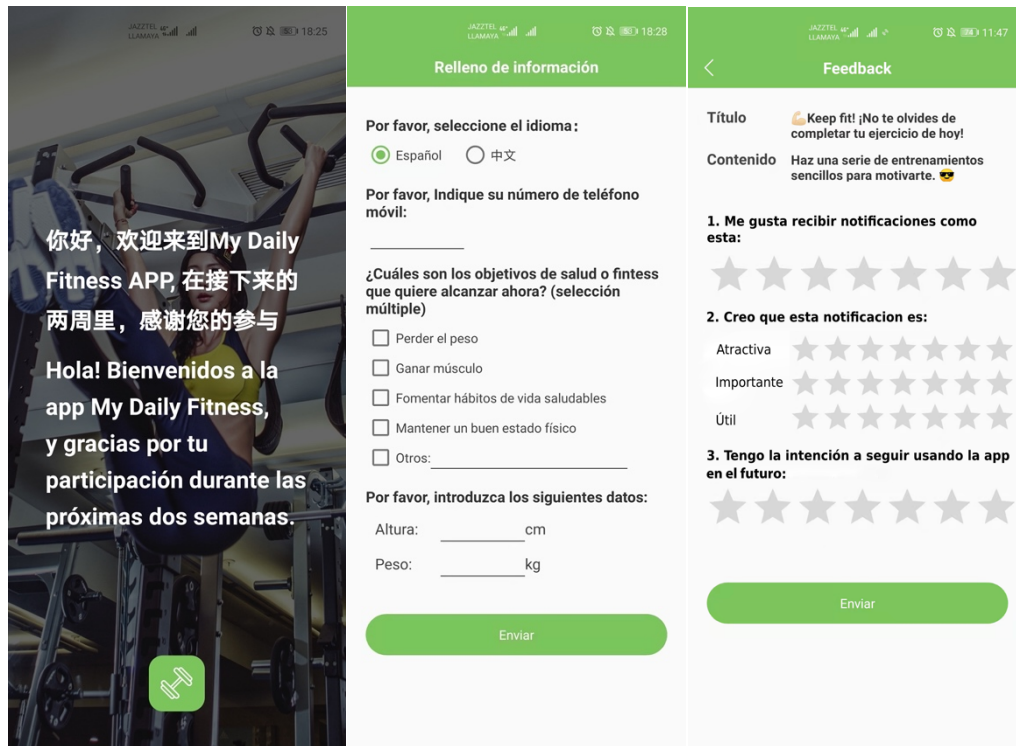 JAZZTEL
LLAMAYA
18:25
你好，欢迎来到My Daily
Fitness APP, 在接下来的
两周里，感谢您的参与
Hola! Bienvenidos a la
app My Daily Fitness,
y gracias por tu
participación durante las
próximas dos semanas.
JAZZTEL
LLAMAYA
18:28
Relleno de información
Por favor, seleccione el idioma：
Español 中文
Por favor, Indique su número de teléfono
móvil:
¿Cuáles son los objetivos de salud o fintess
que quiere alcanzar ahora? (selección
múltiple)
Perder el peso
Ganar músculo
Fomentar hábitos de vida saludables
Mantener un buen estado físico
Otros:
Por favor, introduzca los siguientes datos:
Altura: cm
Peso: kg
Enviar
JAZZTEL
LLAMAYA
11:47
Feedback
Título 💪🏻Keep fit! ¡No te olvides de
completar tu ejercicio de hoy!
Contenido Haz una serie de entrenamientos
sencillos para motivarte. 😎
1. Me gusta recibir notificaciones como
esta:
2. Creo que esta notificacion es:
Atractiva
Importante
Útil
3. Tengo la intención a seguir usando la app
en el futuro:
Enviar